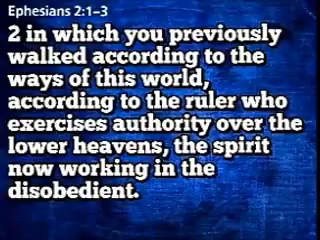 Ephesians 2:1-3
2 in which you previously
walked according to the
ways of this world,
according to the ruler who
exercises authority over the
lower heavens, the spirit
now working in the
disobedient.